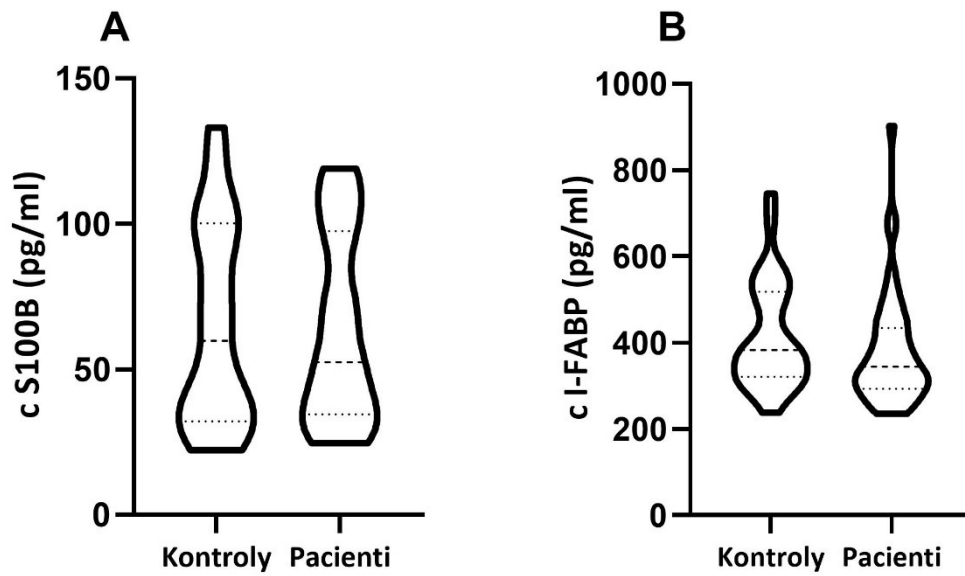 A
c S100B (pg/ml)
150
100
50
0
Kontroly Pacienti
B
c I-FABP (pg/ml)
1000
800
600
400
200
0
Kontroly Pacienti